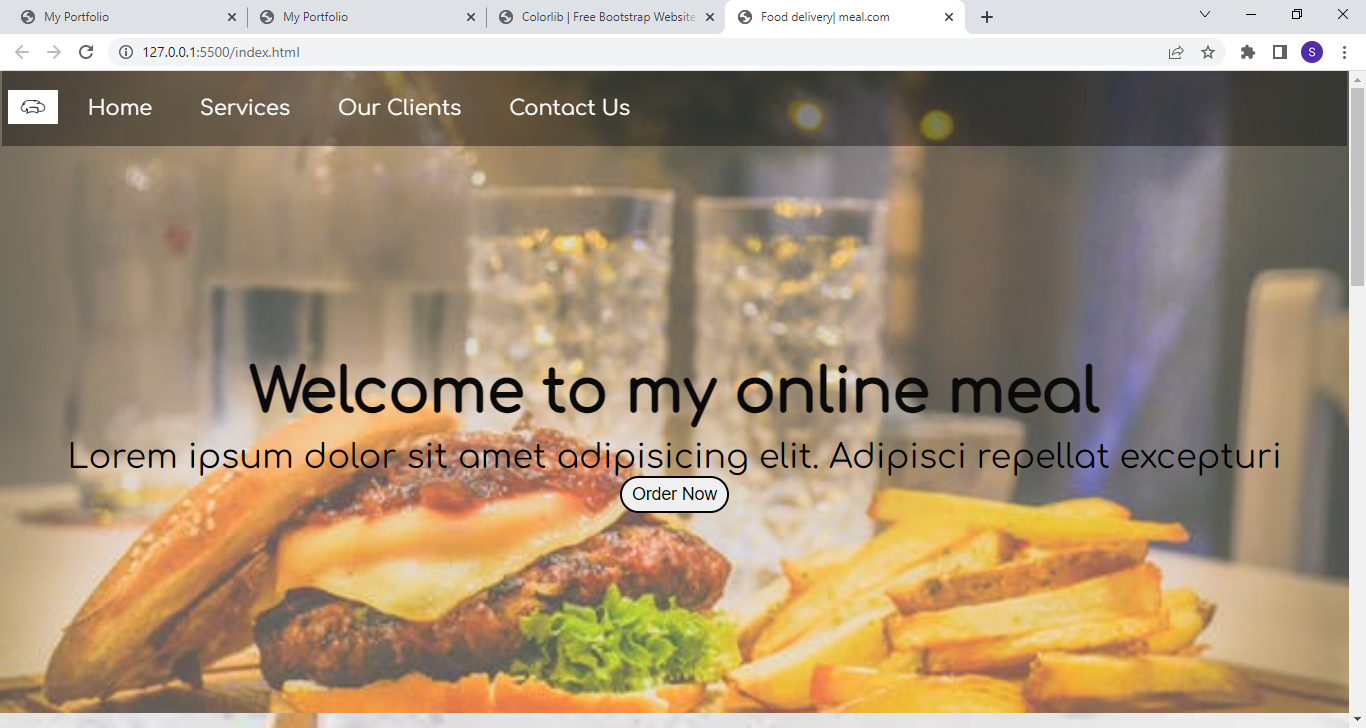 My Portfolio
My Portfolio
Colorlib | Free Bootstrap Website
Food delivery| meal.com
127.0.0.1:5500/index.html
S
Home
Services
Our Clients
Contact Us
Welcome to my online meal
Lorem ipsum dolor sit amet adipisicing elit. Adipisci repellat excepturi
Order Now